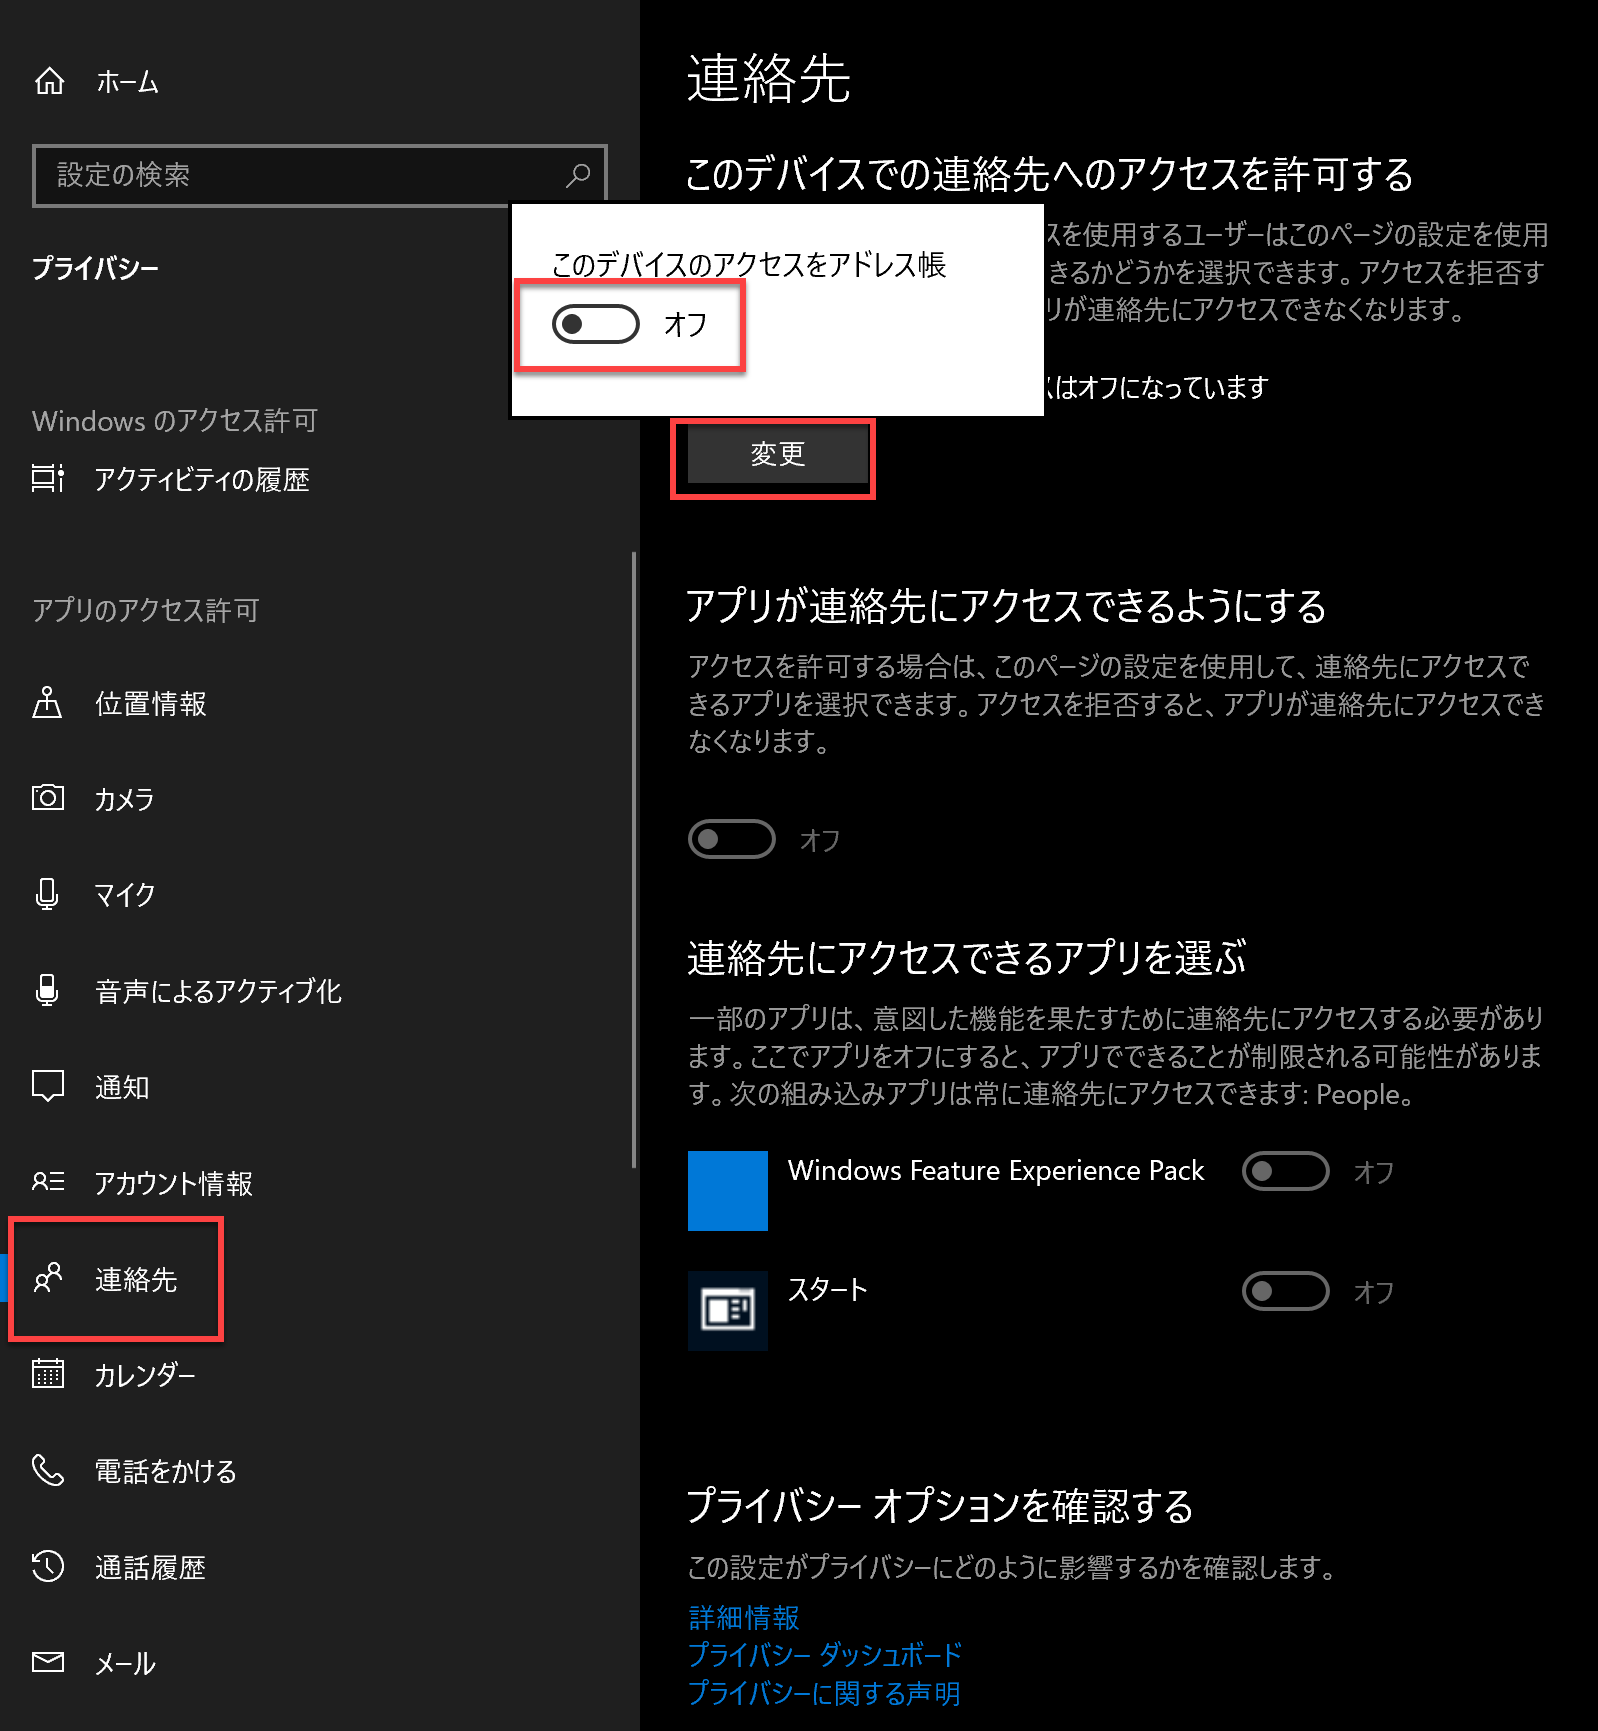 ホーム
設定の検索
プライバシー
Windows のアクセス許可
アクティビティの履歴
アプリのアクセス許可
位置情報
カメラ
マイク
音声によるアクティブ化
通知
アカウント情報
連絡先
カレンダー
電話をかける
通話履歴
メール
連絡先
このデバイスでの連絡先へのアクセスを許可する
スを使用するユーザーはこのページの設定を使用
きるかどうかを選択できます。アクセスを拒否す
リが連絡先にアクセスできなくなります。
このデバイスのアクセスをアドレス帳
オフ
はオフになっています
変更
アプリが連絡先にアクセスできるようにする
アクセスを許可する場合は、このページの設定を使用して、連絡先にアクセスで
きるアプリを選択できます。アクセスを拒否すると、アプリが連絡先にアクセスでき
なくなります。
オフ
連絡先にアクセスできるアプリを選ぶ
一部のアプリは、意図した機能を果たすために連絡先にアクセスする必要があり
ます。ここでアプリをオフにすると、アプリでできることが制限される可能性がありま
す。次の組み込みアプリは常に連絡先にアクセスできます: People。
Windows Feature Experience Pack オフ
スタート オフ
プライバシー オプションを確認する
この設定がプライバシーにどのように影響するかを確認します。
詳細情報
プライバシー ダッシュボード
プライバシーに関する声明